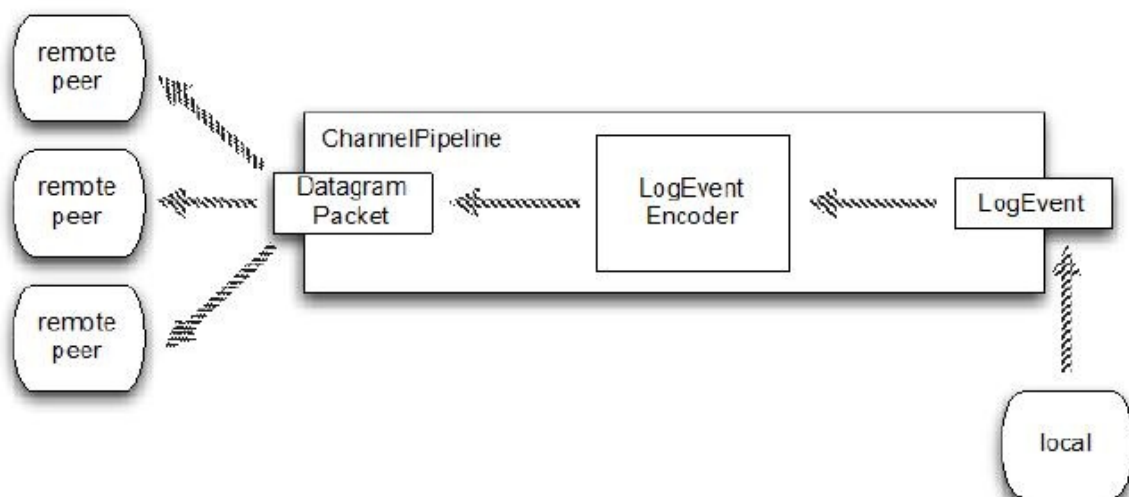 remote
peer
ChannelPipeline
remote
peer
Datagram
Packet
LogEvent
Encoder
LogEvent
remote
peer
local